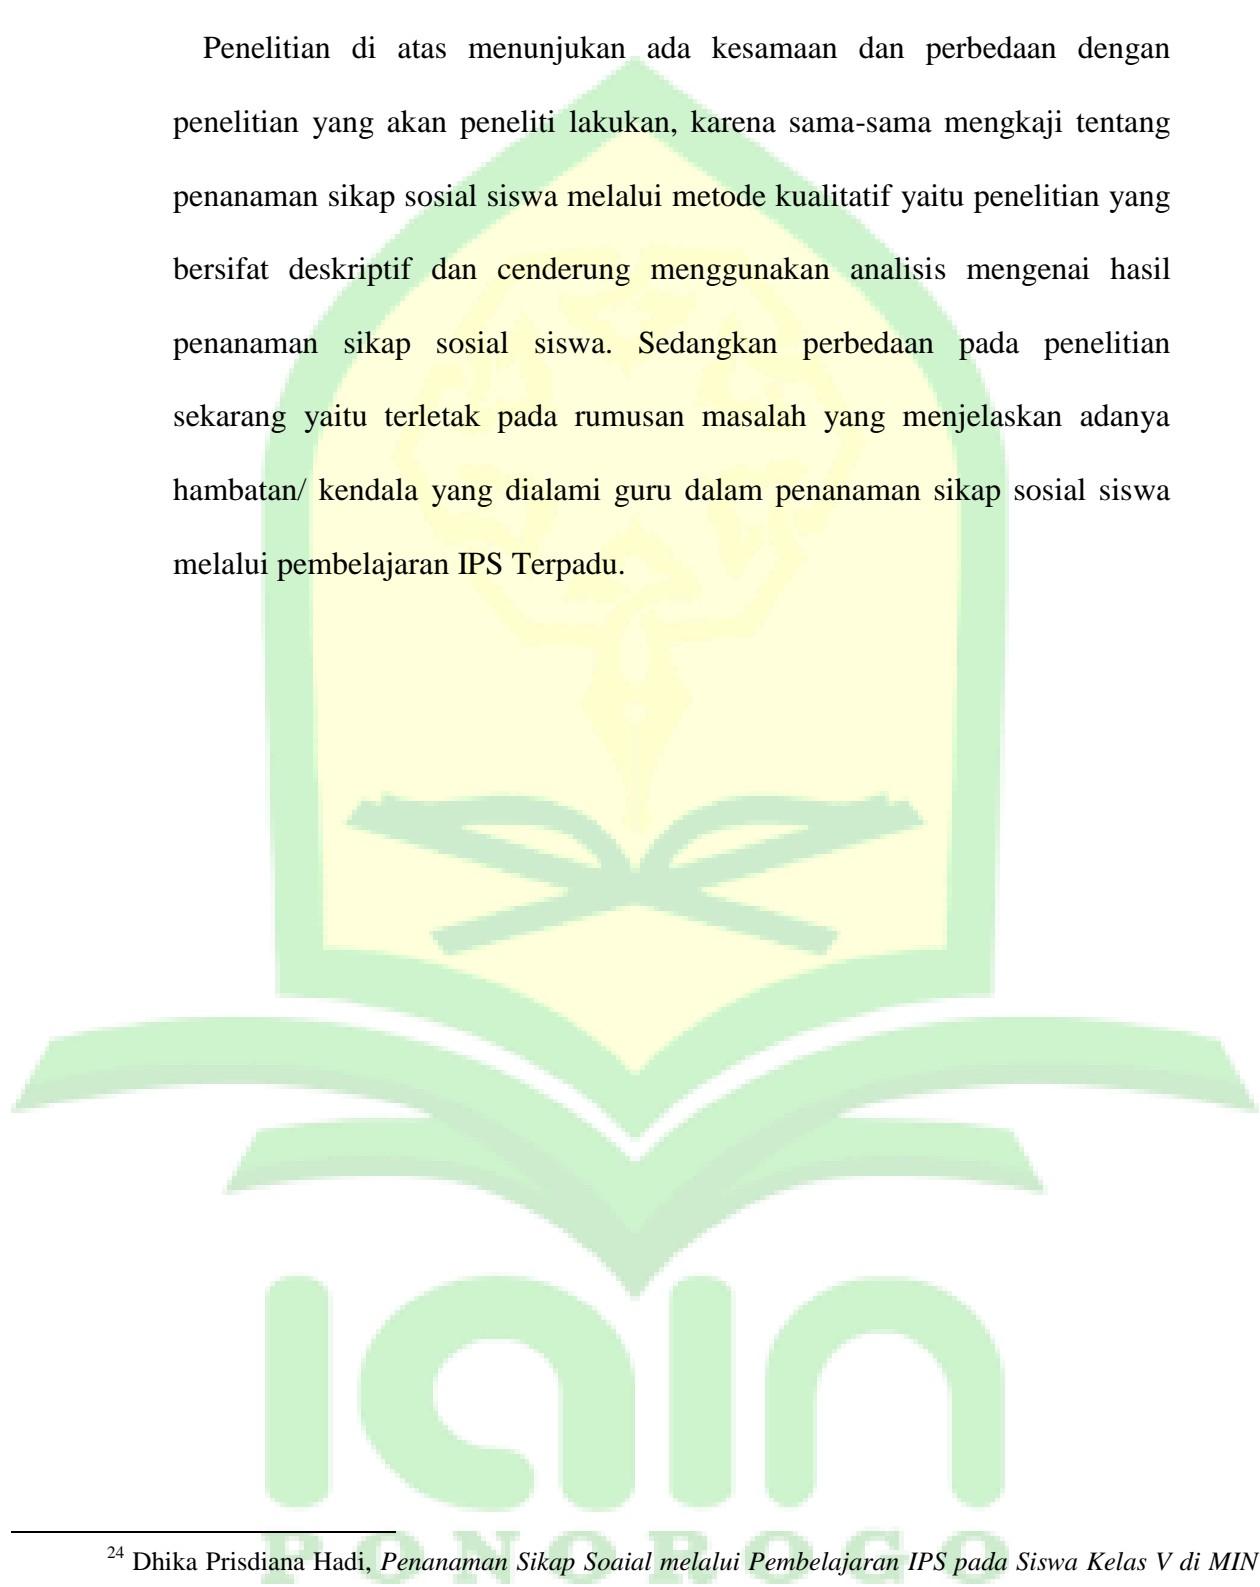 Penelitian di atas menunjukan ada kesamaan dan perbedaan dengan
penelitian yang akan peneliti lakukan, karena sama-sama mengkaji tentang
penanaman sikap sosial siswa melalui metode kualitatif yaitu penelitian yang
bersifat deskriptif dan cenderung menggunakan analisis mengenai hasil
penanaman sikap sosial siswa. Sedangkan perbedaan pada penelitian
sekarang yaitu terletak pada rumusan masalah yang menjelaskan adanya
hambatan/ kendala yang dialami guru dalam penanaman sikap sosial siswa
melalui pembelajaran IPS Terpadu.
iain
PONOROGO
24 Dhika Prisdiana Hadi, Penanaman Sikap Soaial melalui Pembelajaran IPS pada Siswa Kelas V di MIN